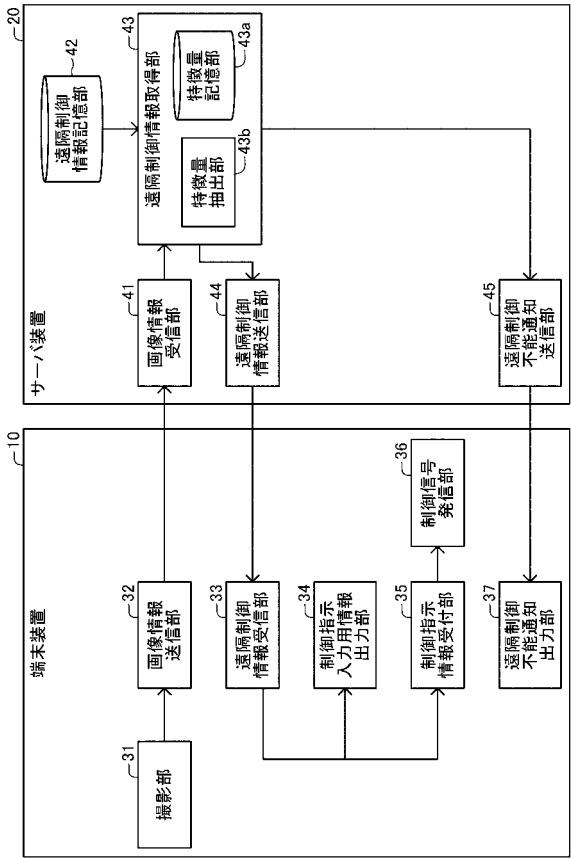 10
端末装置
31
撮影部
32
画像情報
送信部
33
遠隔制御
情報受信部
34
制御指示
入力用情報
出力部
35
制御指示
情報受付部
36
制御信号
発信部
37
遠隔制御
不能通知
出力部
20
サーバ装置
41
画像情報
受信部
42
遠隔制御
情報記憶部
43
遠隔制御情報取得部
43a
特徴量
記憶部
43b
特徴量
抽出部
44
遠隔制御
情報送信部
45
遠隔制御
不能通知
送信部